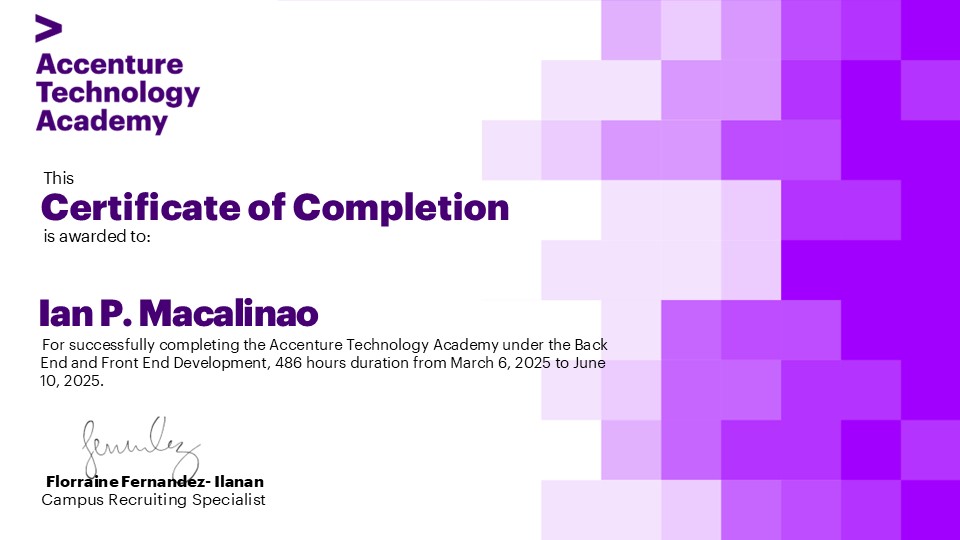 >
Accenture
Technology
Academy
This
Certificate of Completion
is awarded to:
Ian P. Macalinao
For successfully completing the Accenture Technology Academy under the Back
End and Front End Development, 486 hours duration from March 6, 2025 to June
10, 2025.
Florraine Fernandez- Ilanan
Campus Recruiting Specialist